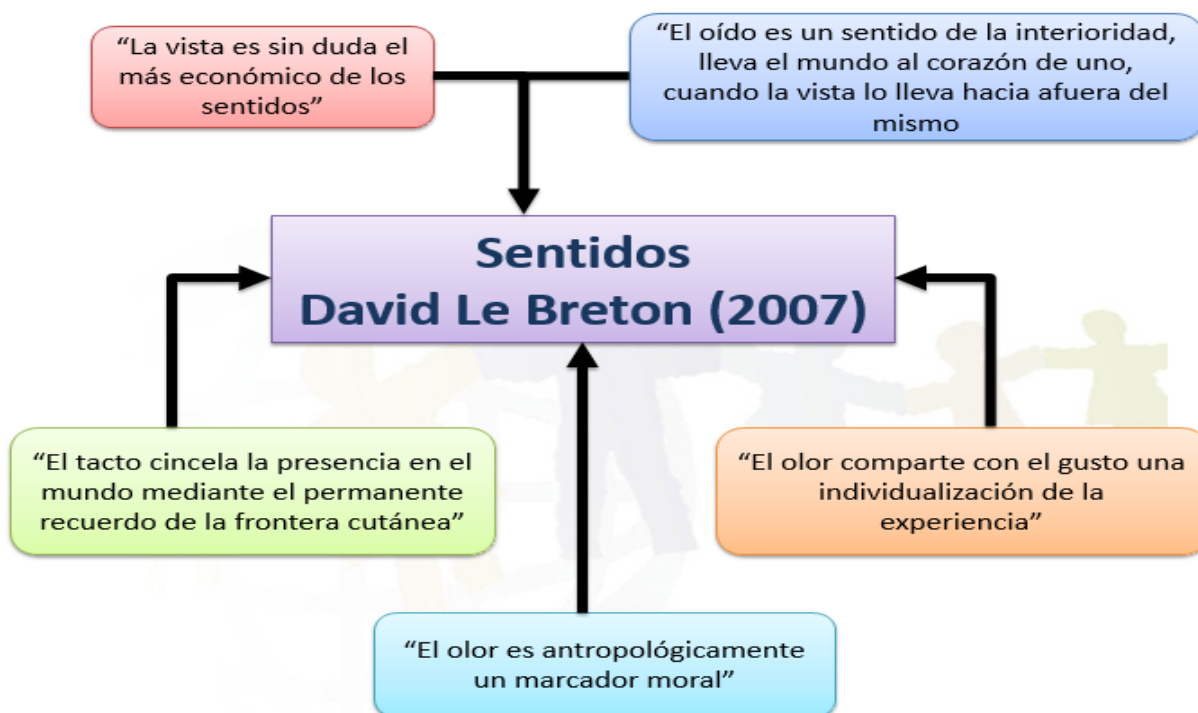 “La vista es sin duda el
más económico de los
sentidos”
“El oído es un sentido de la interioridad,
lleva el mundo al corazón de uno,
cuando la vista lo lleva hacia afuera del
mismo
Sentidos
David Le Breton (2007)
“El tacto cincela la presencia en el
mundo mediante el permanente
recuerdo de la frontera cutánea”
“El olor comparte con el gusto una
individualización de la
experiencia”
“El olor es antropológicamente
un marcador moral”